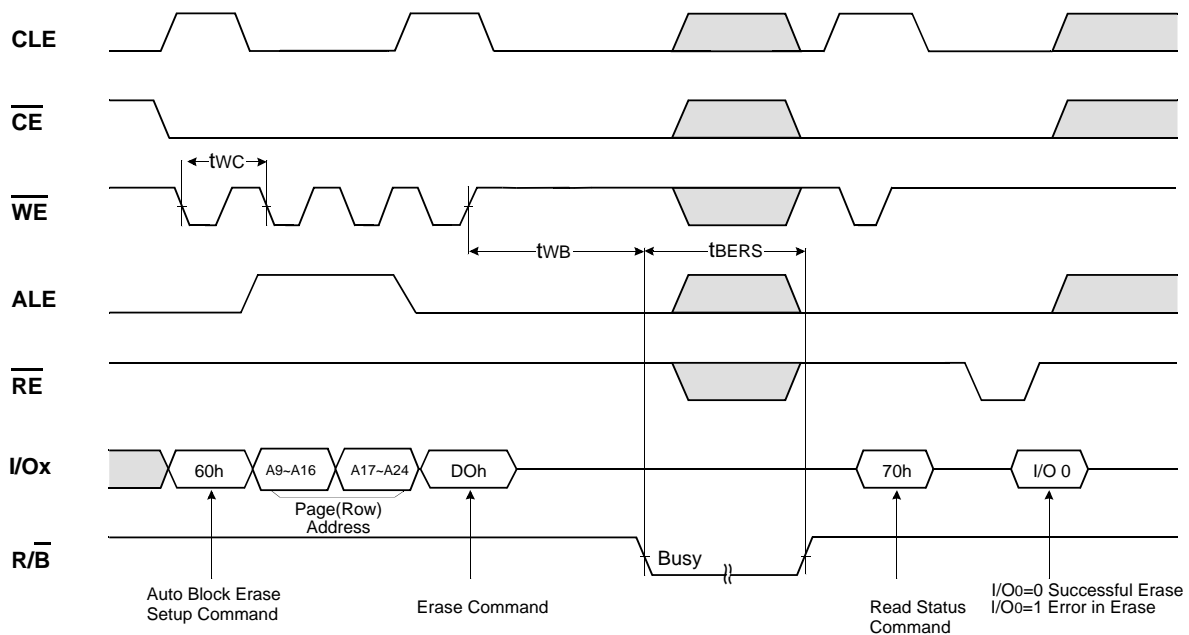 CLE
CE
tWC
WE
tWB
tBERS
ALE
RE
I/Ox
60h
A9~A16
A17~A24
DOh
70h
I/O 0
Page(Row)
Address
R/B
Busy
Auto Block Erase
Setup Command
Erase Command
Read Status
Command
I/O0=0 Successful Erase
I/O0=1 Error in Erase